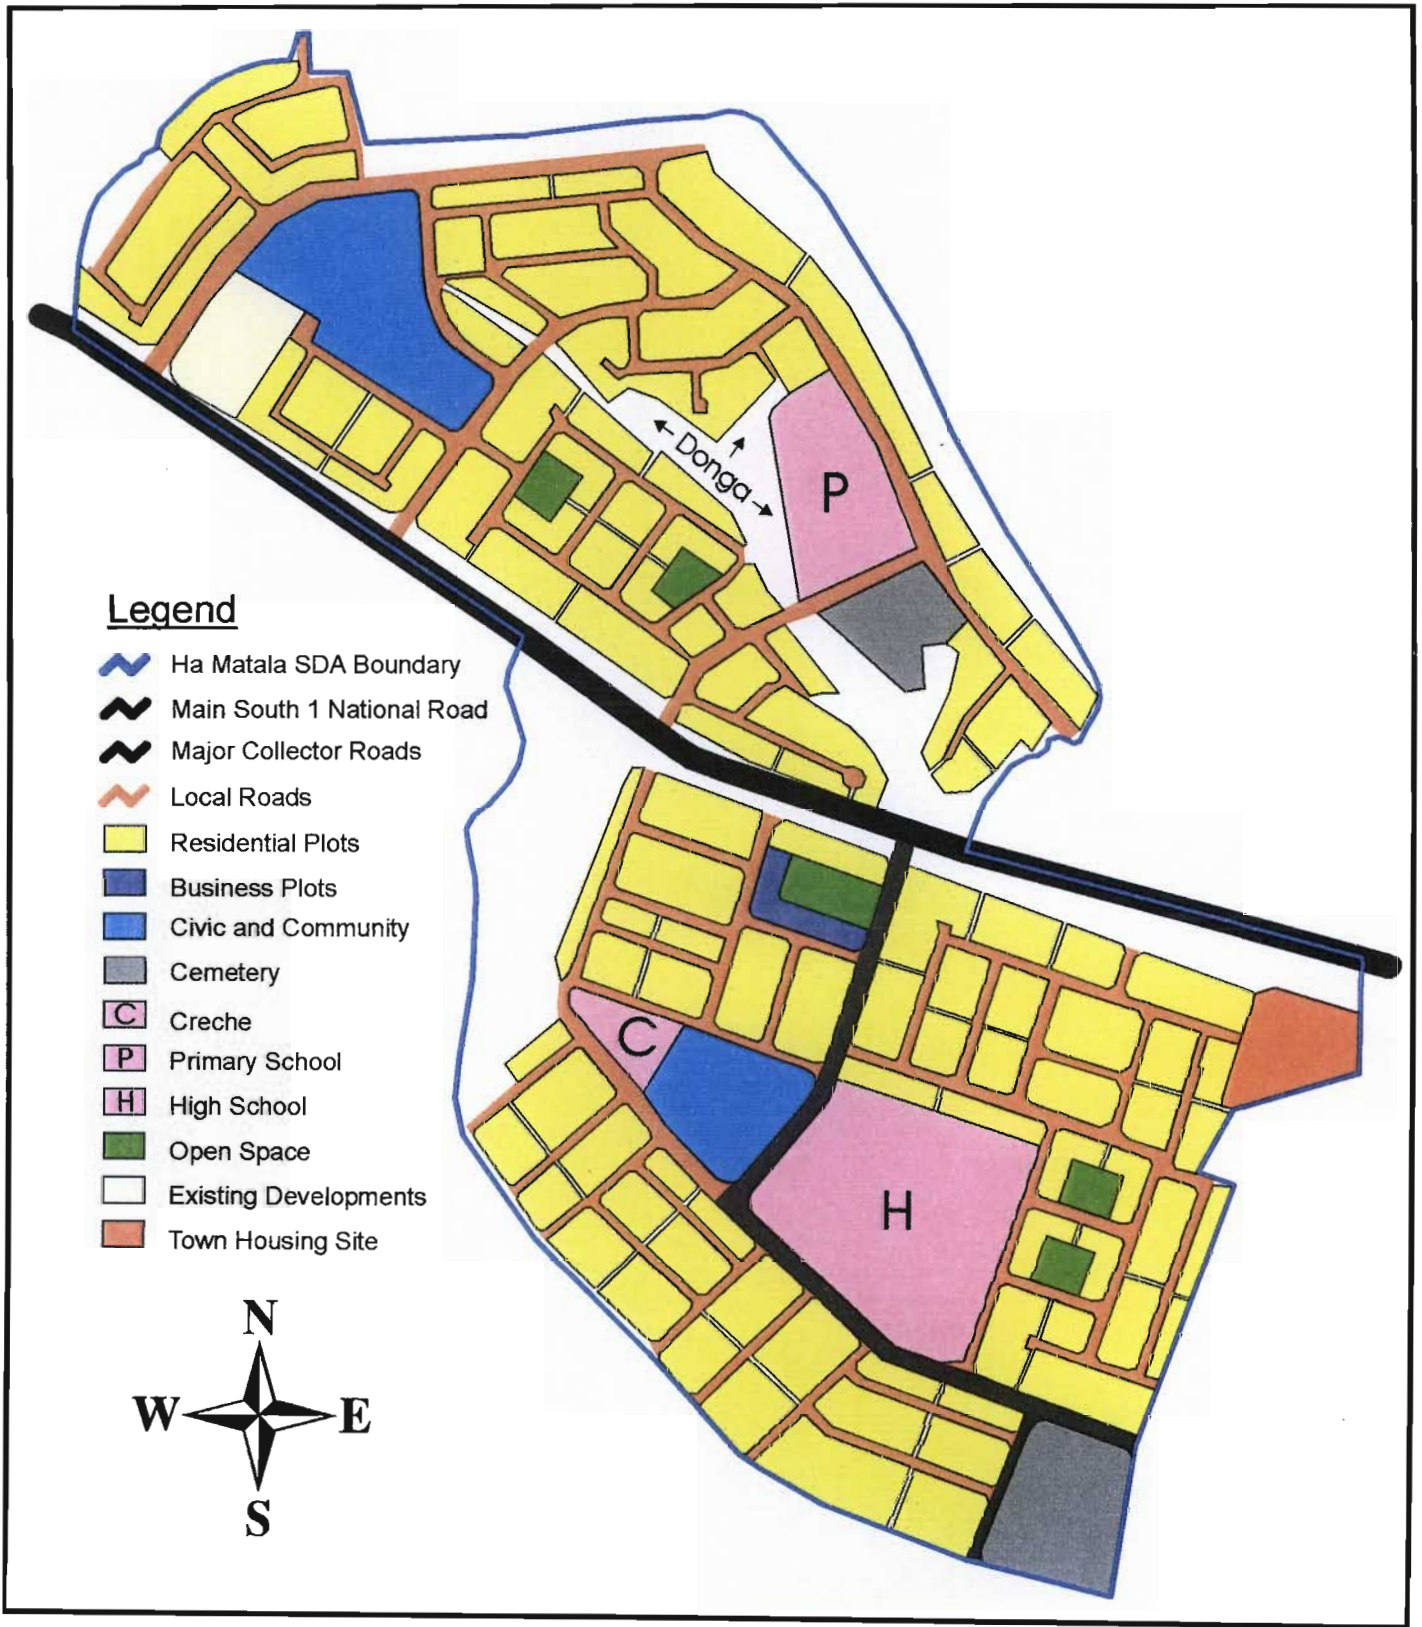 Donga
P
Legend
Ha Matala SDA Boundary
Main South 1 National Road
Major Collector Roads
Local Roads
Residential Plots
Business Plots
Civic and Community
Cemetery
C Creche
P Primary School
H High School
Open Space
Existing Developments
Town Housing Site
C
H
N
W E
S